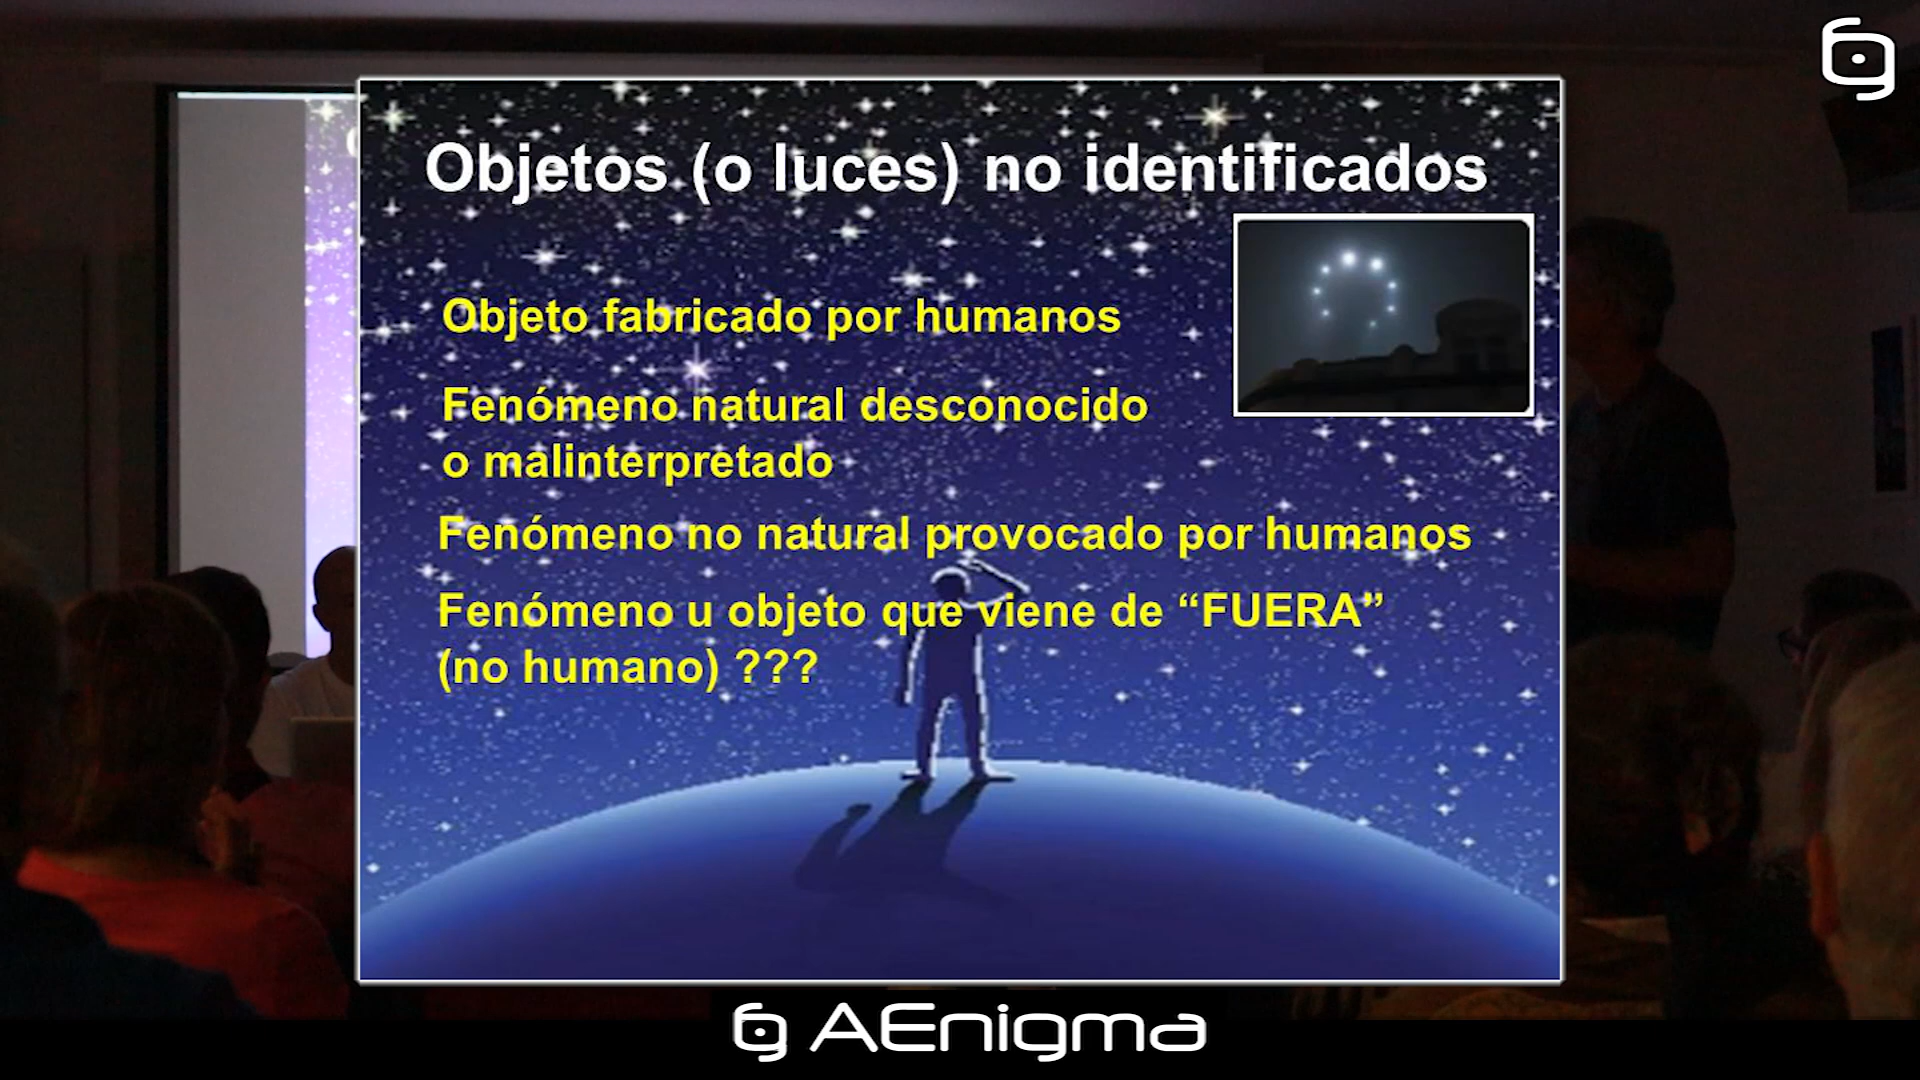 Objetos (o luces) no identificados
Objeto fabricado por humanos
Fenómeno natural desconocido
o malinterpretado
Fenómeno no natural provocado por humanos
Fenómeno u objeto que viene de “FUERA”
(no humano) ???
AEnigma